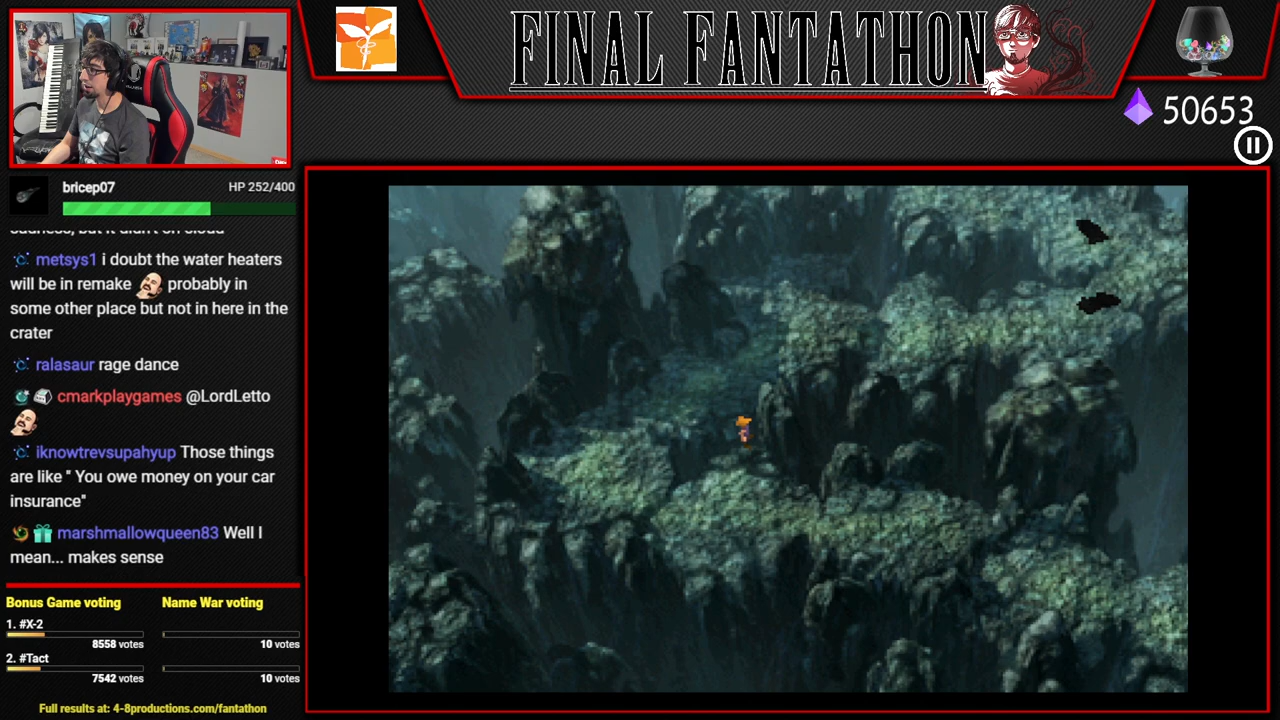 FINAL FANTATHON
50653
bricep07
HP 252/400
metsys1 i doubt the water heaters
will be in remake probably in
some other place but not in here in the
crater
ralasaur rage dance
cmarkplaygames @LordLetto
iknowtrevsupahyup Those things
are like " You owe money on your car
insurance"
marshmallowqueen83 Well I
mean... makes sense
Bonus Game voting
Name War voting
1. #X-2
8558 votes
10 votes
2. #Tact
7542 votes
10 votes
Full results at: 4-8productions.com/fantathon